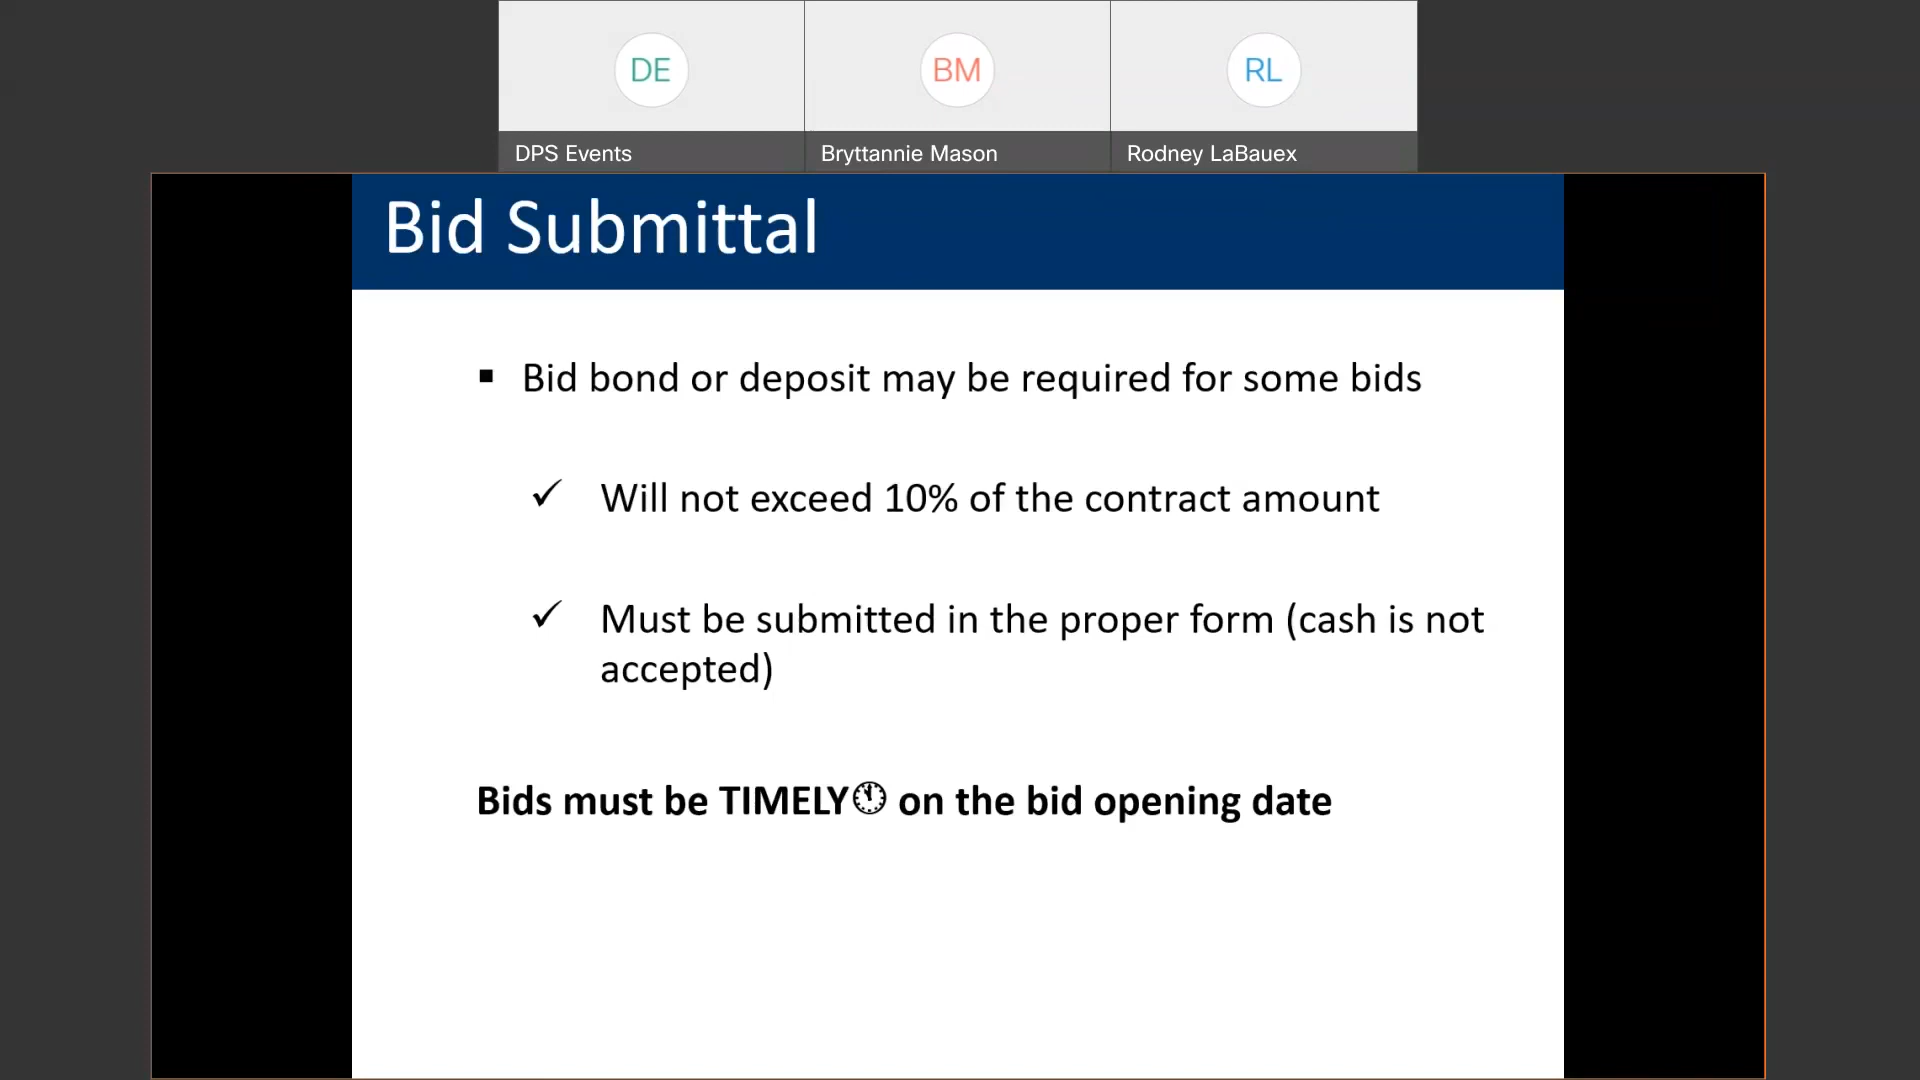 DE
BM
RL
DPS Events
Bryttannie Mason
Rodney LaBauex
Bid Submittal
▪ Bid bond or deposit may be required for some bids
✓ Will not exceed 10% of the contract amount
✓ Must be submitted in the proper form (cash is not
accepted)
Bids must be TIMELY🕚 on the bid opening date